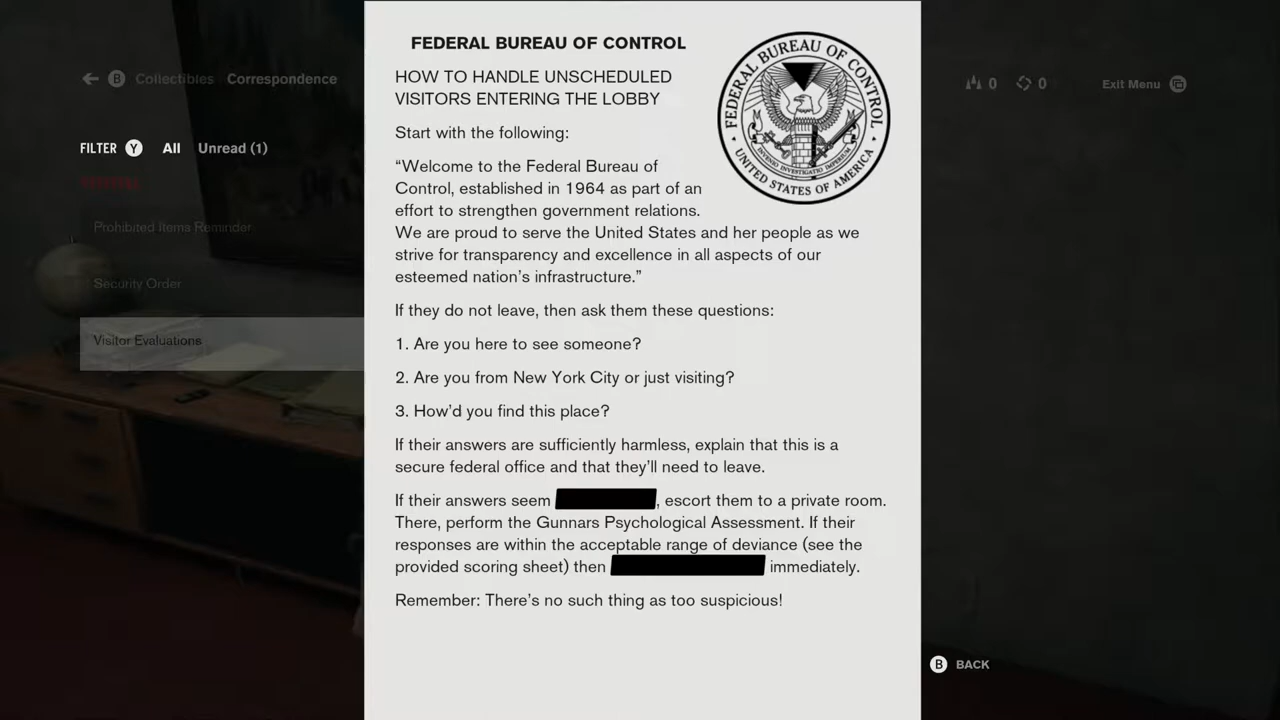 B Collectibles Correspondence
0 0 Exit Menu
FILTER Y All Unread (1)
Prohibited Items Reminder
Security Order
Visitor Evaluations
FEDERAL BUREAU OF CONTROL
HOW TO HANDLE UNSCHEDULED
VISITORS ENTERING THE LOBBY
Start with the following:
“Welcome to the Federal Bureau of
Control, established in 1964 as part of an
effort to strengthen government relations.
We are proud to serve the United States and her people as we
strive for transparency and excellence in all aspects of our
esteemed nation’s infrastructure.”
If they do not leave, then ask them these questions:
1. Are you here to see someone?
2. Are you from New York City or just visiting?
3. How’d you find this place?
If their answers are sufficiently harmless, explain that this is a
secure federal office and that they’ll need to leave.
If their answers seem , escort them to a private room.
There, perform the Gunnars Psychological Assessment. If their
responses are within the acceptable range of deviance (see the
provided scoring sheet) then immediately.
Remember: There’s no such thing as too suspicious!
FEDERAL BUREAU OF CONTROL
INVENIO INVESTIGATIO IMPERIUM
UNITED STATES OF AMERICA
B BACK